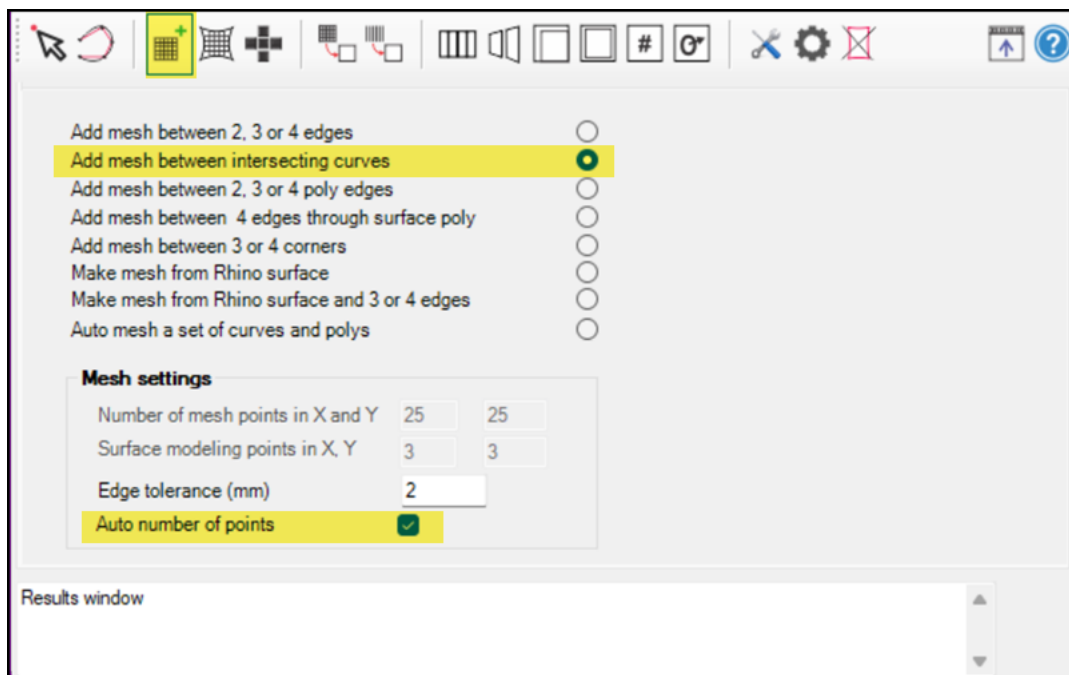 #
?
Add mesh between 2, 3 or 4 edges
Add mesh between intersecting curves
Add mesh between 2, 3 or 4 poly edges
Add mesh between  4 edges through surface poly
Add mesh between 3 or 4 corners
Make mesh from Rhino surface
Make mesh from Rhino surface and 3 or 4 edges
Auto mesh a set of curves and polys
Mesh settings
Number of mesh points in X and Y 25 25
Surface modeling points in X, Y 3 3
Edge tolerance (mm) 2
Auto number of points
Results window